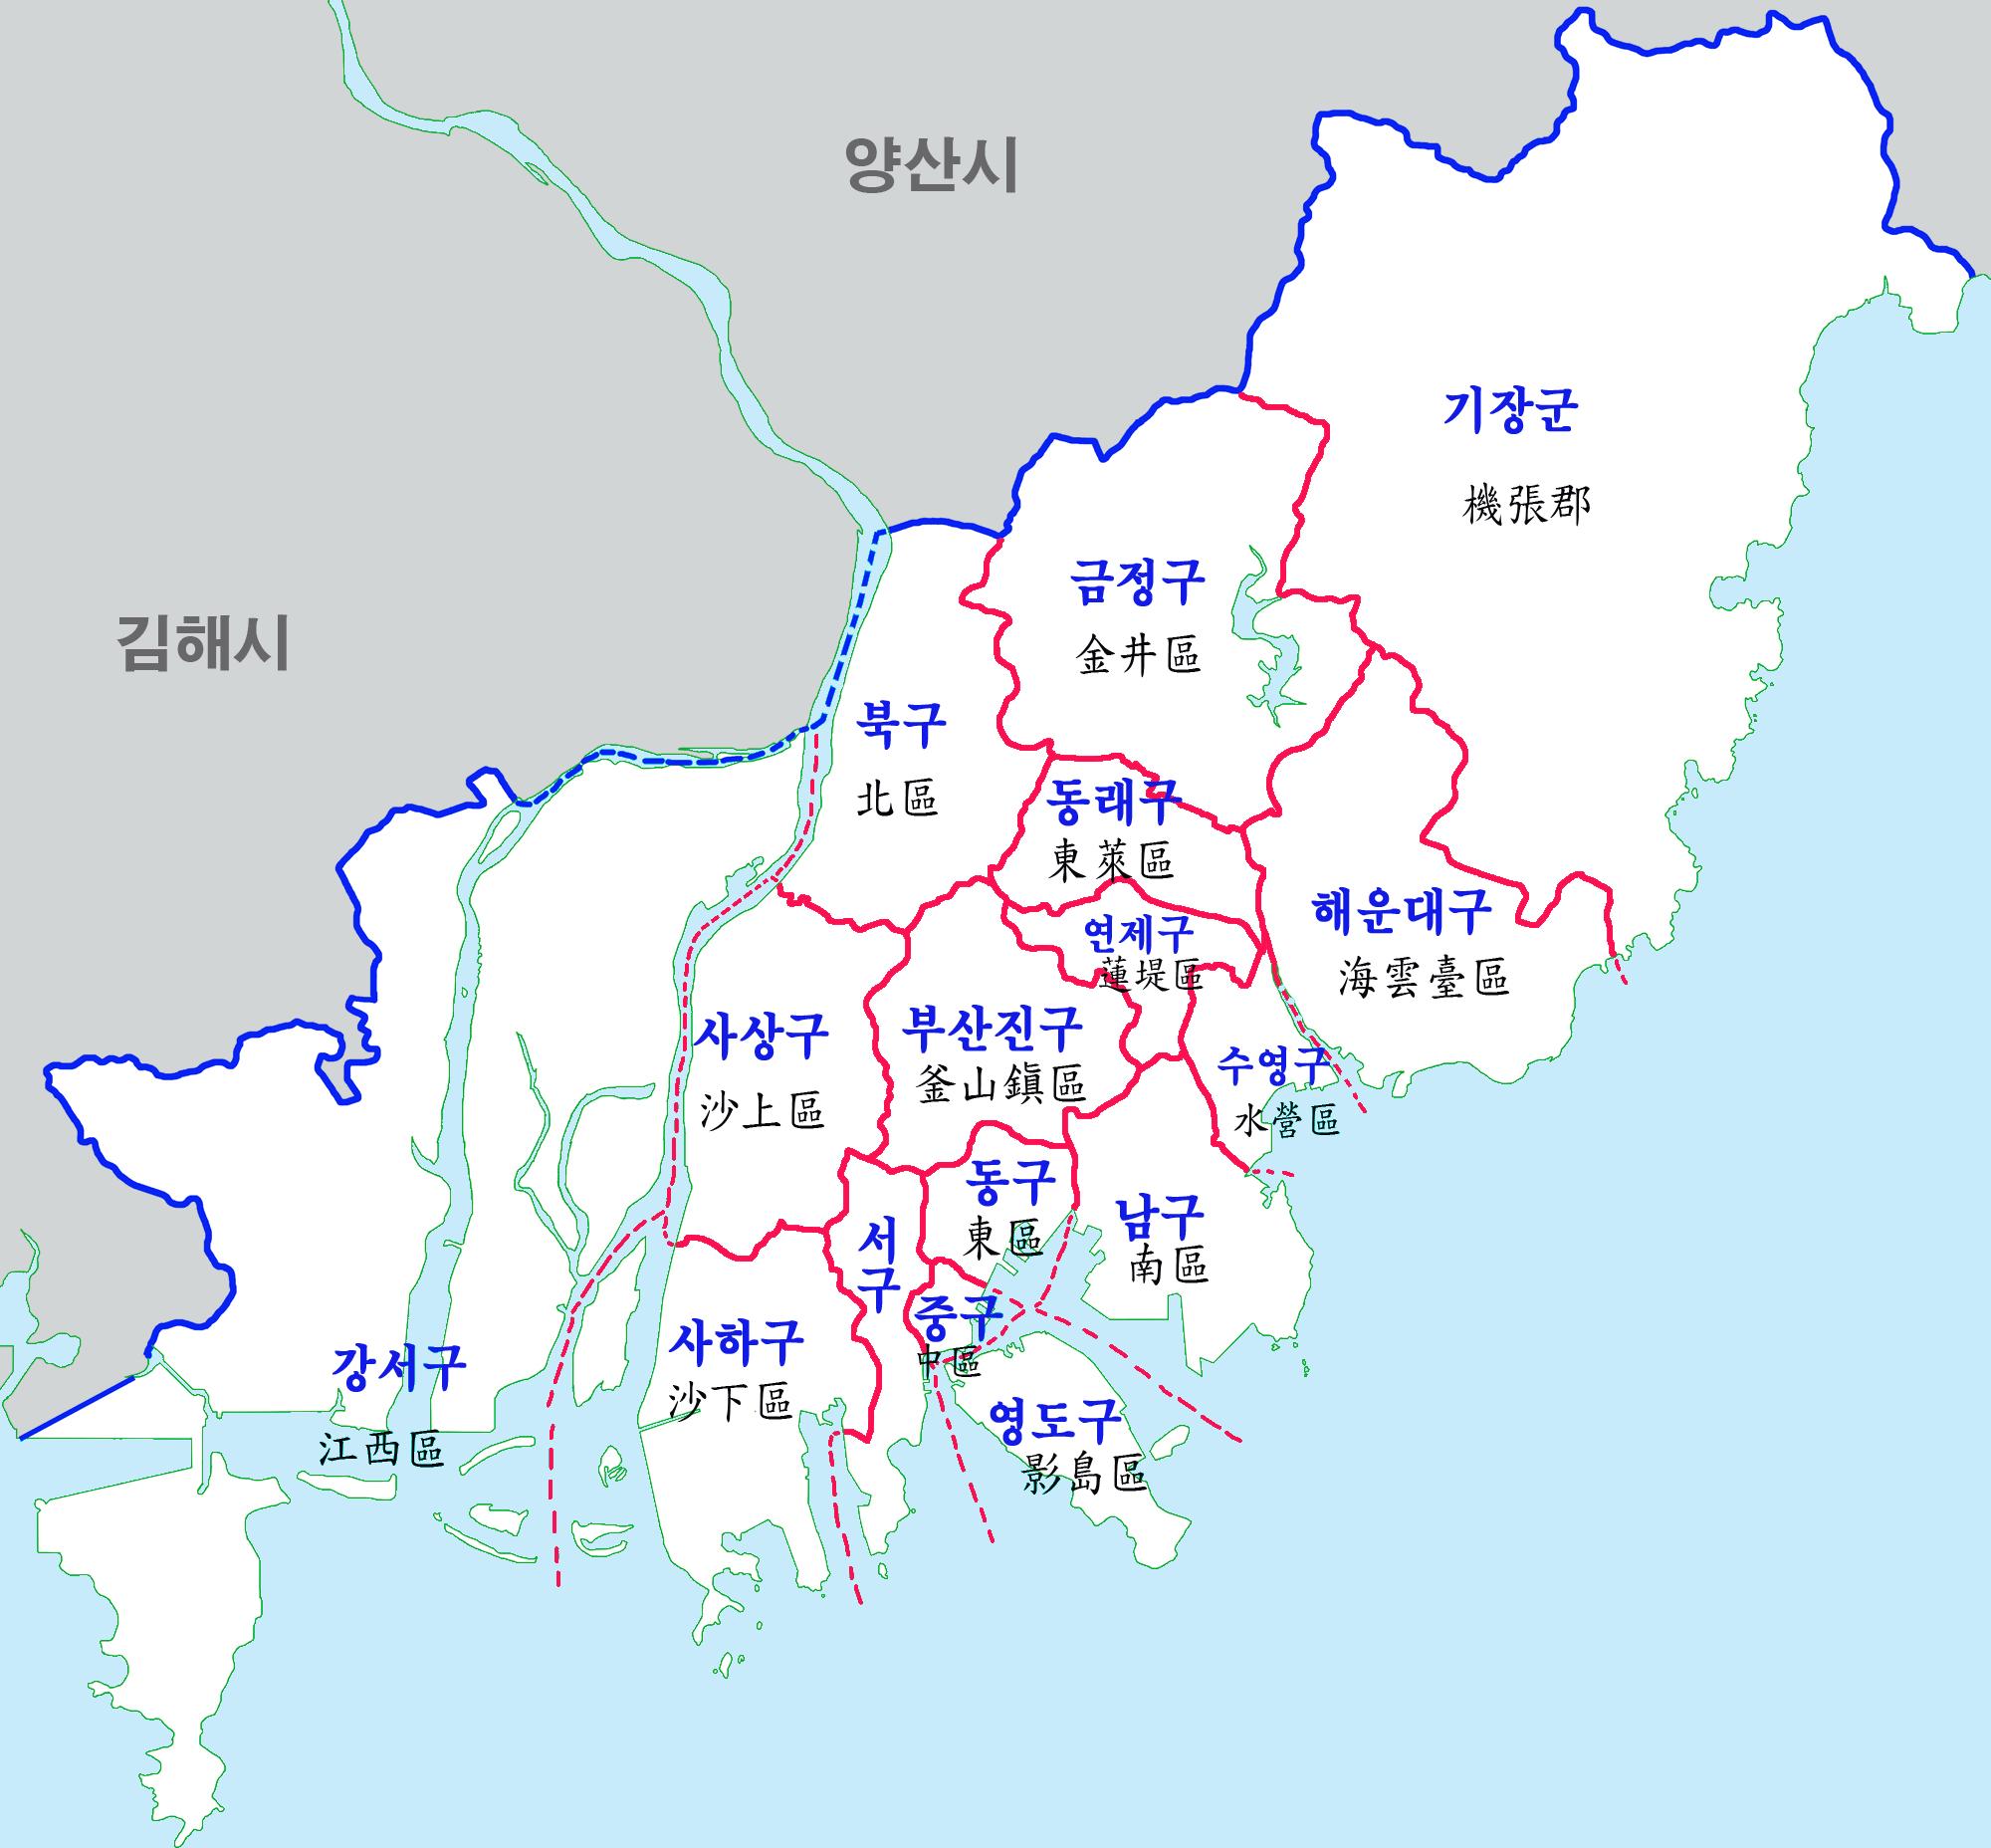 양산시
기장군
機張郡
김해시
금정구
金井區
북구
北區
동래구
東萊區
해운대구
海雲臺區
연제구
蓮堤區
사상구
沙上區
부산진구
釜山鎭區
수영구
水營區
동구
東區
남구
南區
서
구
중구
中區
강서구
江西區
사하구
沙下區
영도구
影島區